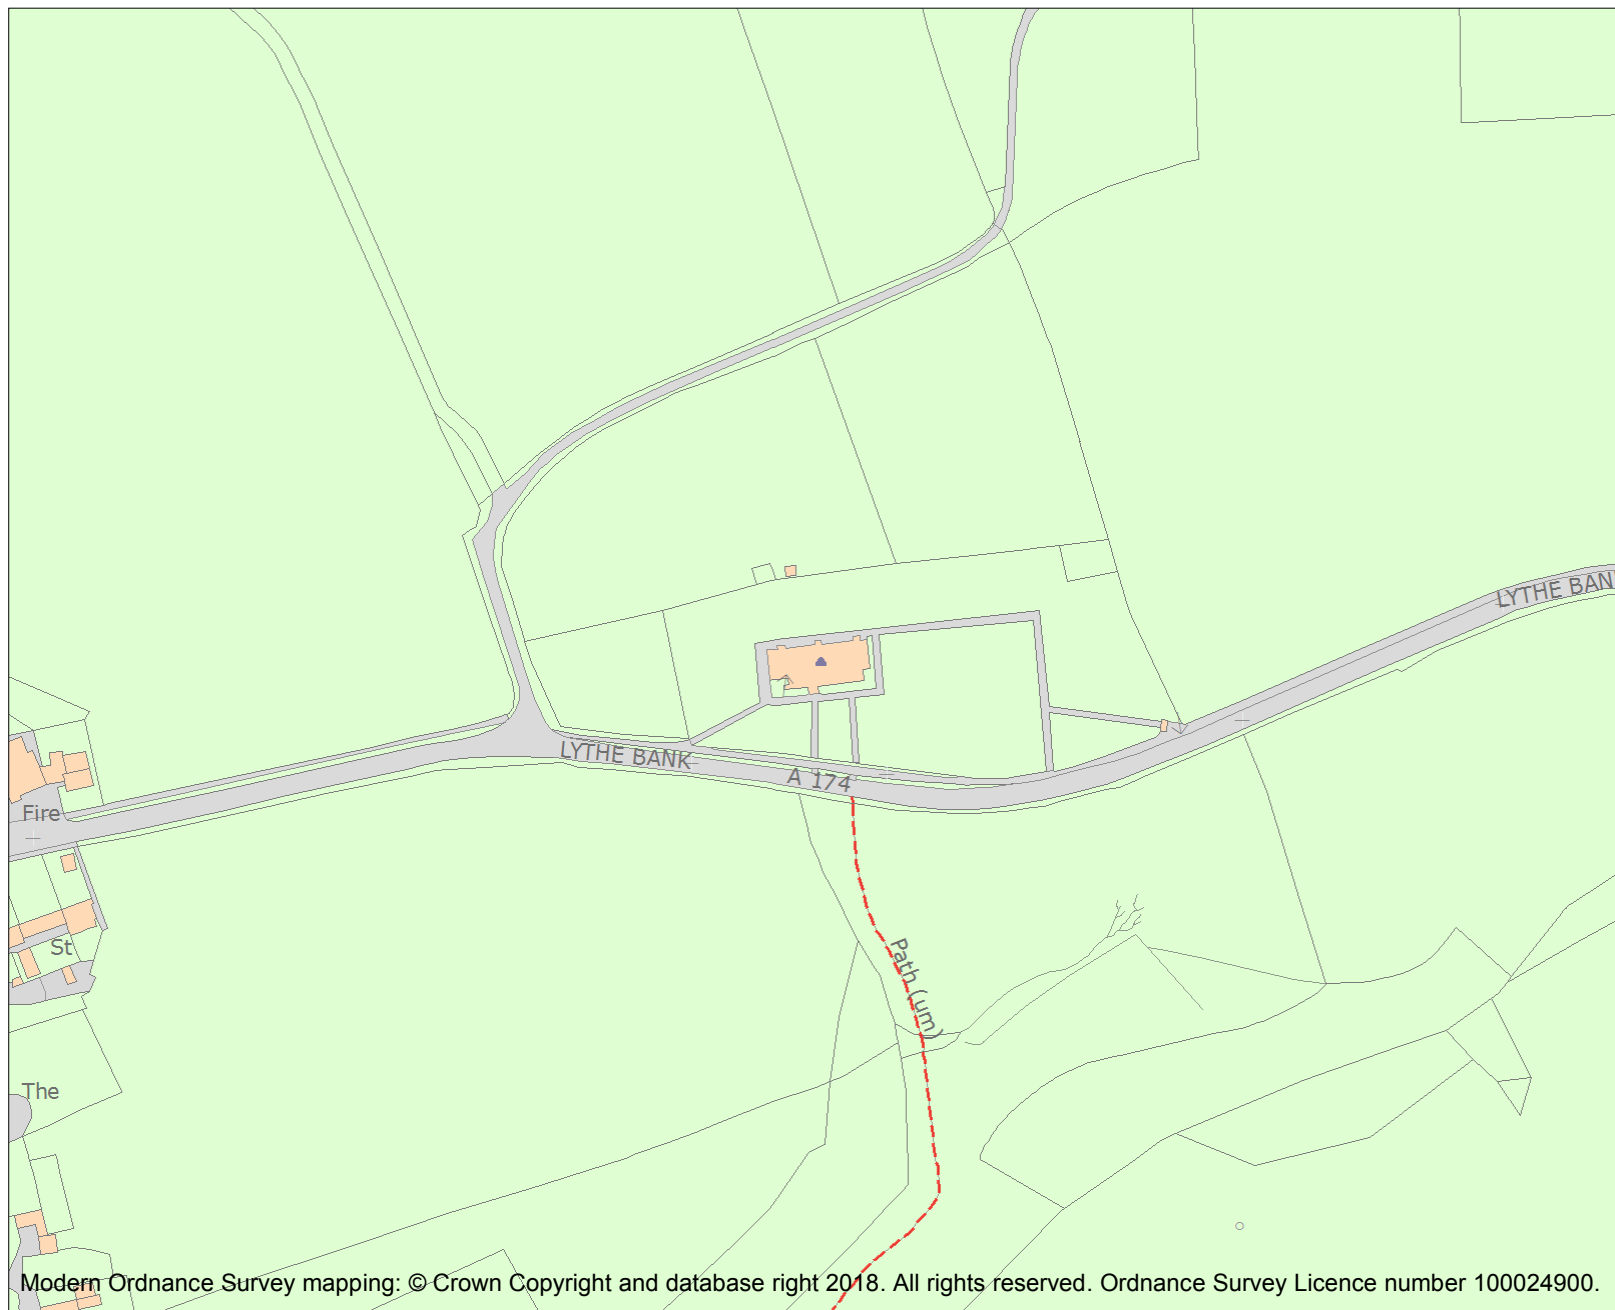 LYTHE BAN
LYTHE BANK
A 174
Fire
St
Path (um)
The
Modern Ordnance Survey mapping: © Crown Copyright and database right 2018. All rights reserved. Ordnance Survey Licence number 100024900.